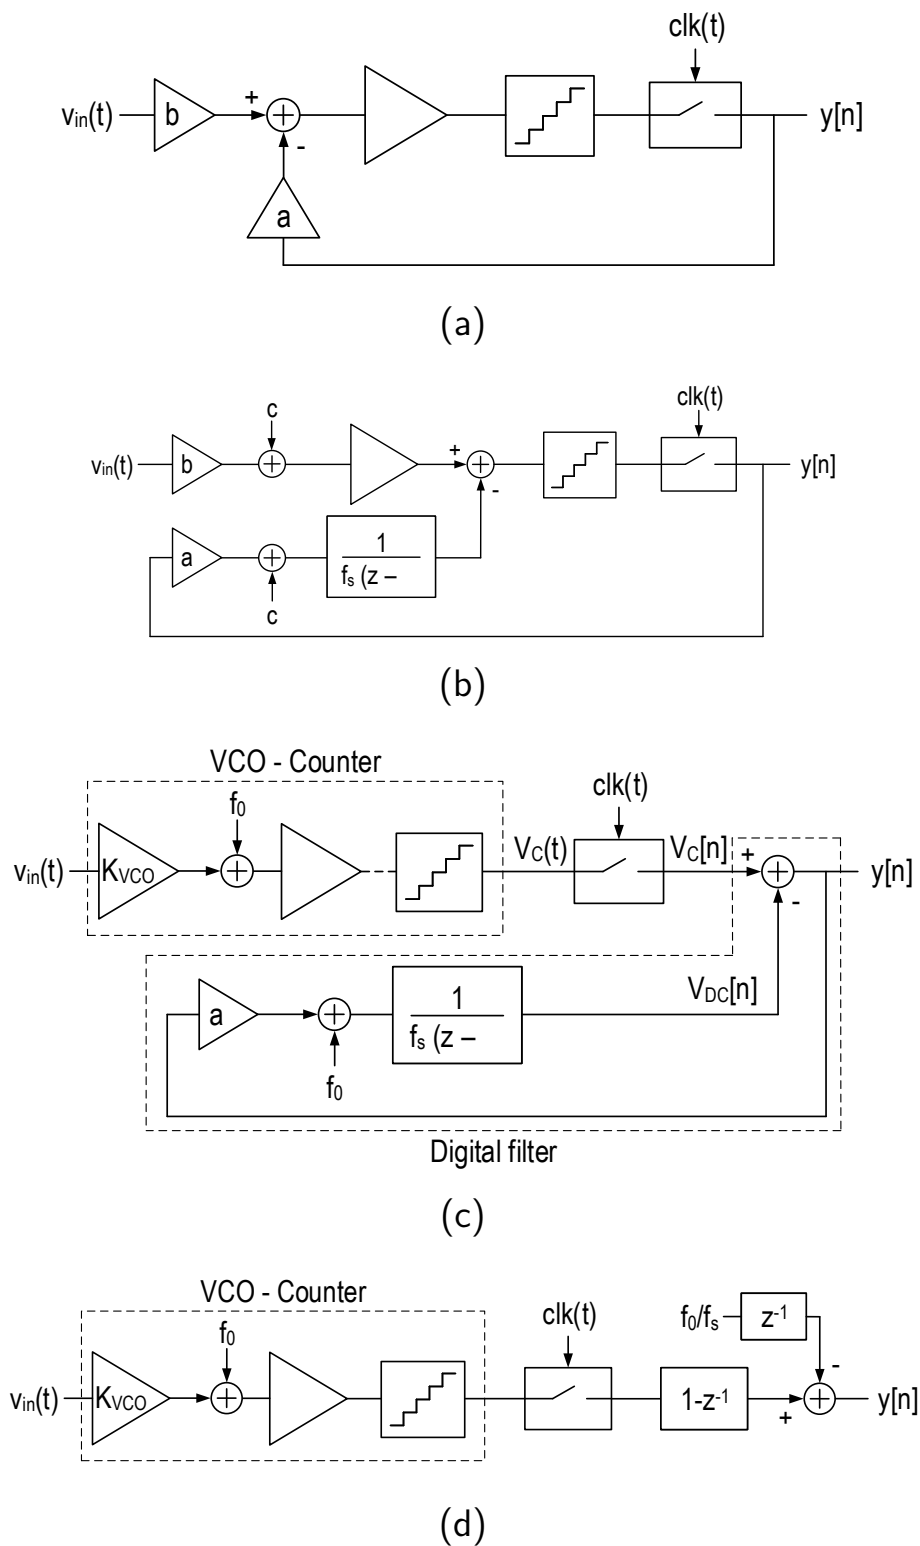 clk(t)
vin(t)
b
+
-
a
y[n]
(a)
c
clk(t)
vin(t)
b
+
-
y[n]
a
1
fs (z –
c
(b)
VCO - Counter
f0
clk(t)
vin(t)
KVCO
VC(t)
VC[n]
+
-
y[n]
a
1
fs (z –
VDC[n]
f0
Digital filter
(c)
VCO - Counter
f0
clk(t)
f0/fs
z-1
-
vin(t)
KVCO
1-z-1
+
y[n]
(d)